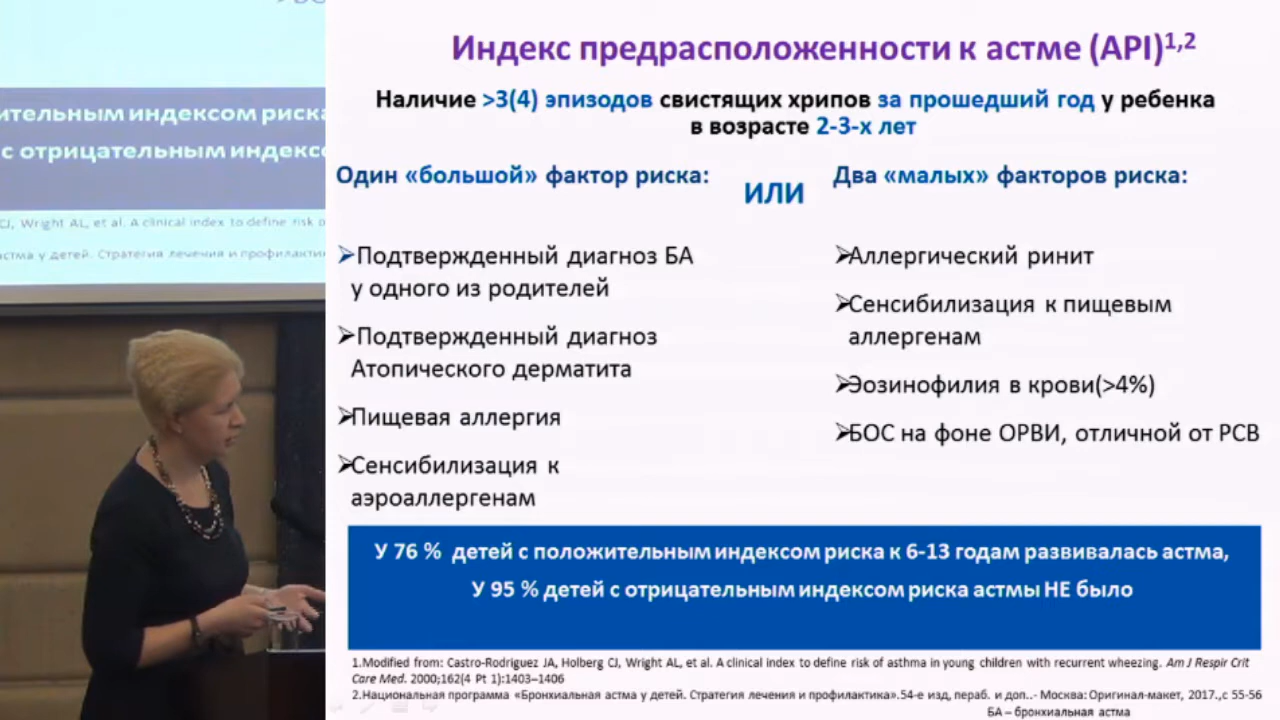 ительным индексом риска
с отрицательным индексо
CJ, Wright AL, et al. A clinical index to define risk o
астма у детей. Стратегия лечения и профилактик
Индекс предрасположенности к астме (API)1,2
Наличие >3(4) эпизодов свистящих хрипов за прошедший год у ребенка
в возрасте 2-3-х лет
Один «большой» фактор риска:
ИЛИ
Два «малых» факторов риска:
➢Подтвержденный диагноз БА
у одного из родителей
➢Подтвержденный диагноз
Атопического дерматита
➢Пищевая аллергия
➢Сенсибилизация к
аэроаллергенам
➢Аллергический ринит
➢Сенсибилизация к пищевым
аллергенам
➢Эозинофилия в крови(>4%)
➢БОС на фоне ОРВИ, отличной от РСВ
У 76 % детей с положительным индексом риска к 6-13 годам развивалась астма,
У 95 % детей с отрицательным индексом риска астмы НЕ было
1.Modified from: Castro-Rodriguez JA, Holberg CJ, Wright AL, et al. A clinical index to define risk of asthma in young children with recurrent wheezing. Am J Respir Crit
Care Med. 2000;162(4 Pt 1):1403–1406
2.Национальная программа «Бронхиальная астма у детей. Стратегия лечения и профилактика».54-е изд, перераб. и доп..- Москва: Оригинал-макет, 2017.,с 55-56
БА – бронхиальная астма